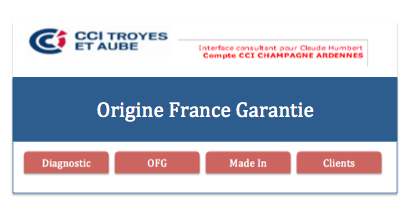 CCI TROYES
ET AUBE
Interface consultant pour Claude Humbert
Compte CCI CHAMPAGNE ARDENNES
Origine France Garantie
Diagnostic
OFG
Made In
Clients